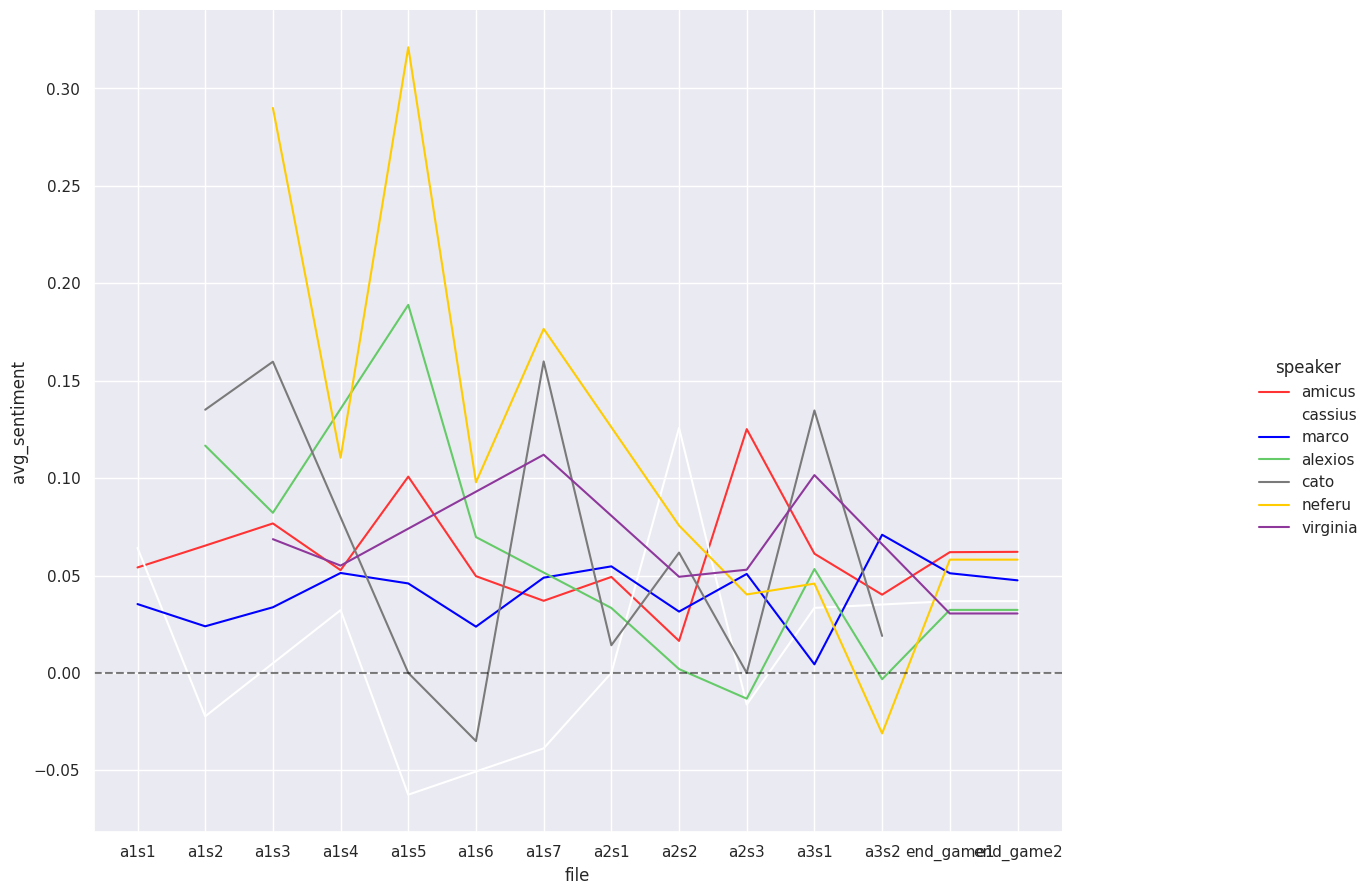 0.30
0.25
0.20
0.15
0.10
0.05
0.00
−0.05
avg_sentiment
a1s1 a1s2 a1s3 a1s4 a1s5 a1s6 a1s7 a2s1 a2s2 a2s3 a3s1 a3s2 end_game1 end_game2
file
speaker
amicus
cassius
marco
alexios
cato
neferu
virginia